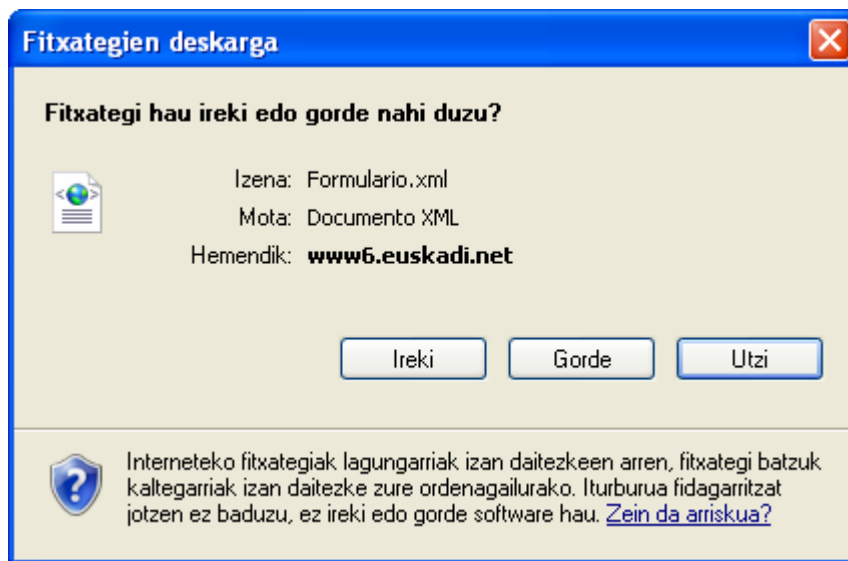 Fitxategien deskarga
Fitxategi hau ireki edo gorde nahi duzu?
Izena: Formulario.xml
Mota: Documento XML
Hemendik: www6.euskadi.net
Ireki Gorde Utzi
Interneteko fitxategiak lagungarriak izan daitezkeen arren, fitxategi batzuk
kaltegarriak izan daitezke zure ordenagailurako. Iturburua fidagarritzat
jotzen ez baduzu, ez ireki edo gorde software hau. Zein da arriskua?